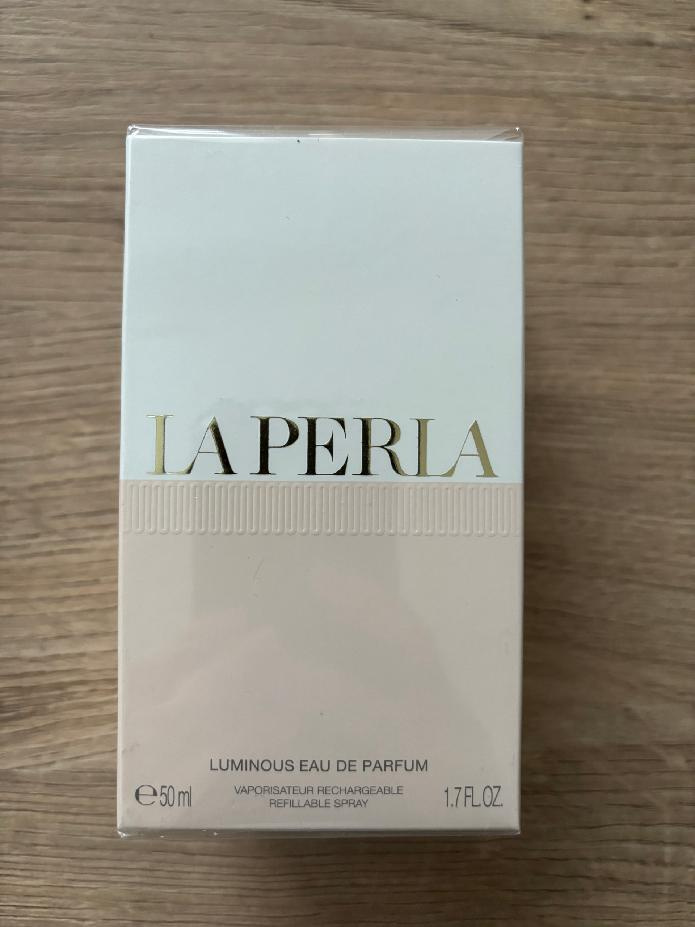 LA PERLA
LUMINOUS EAU DE PARFUM
℮50 ml
VAPORISATEUR RECHARGEABLE
REFILLABLE SPRAY
1.7 FL.OZ.